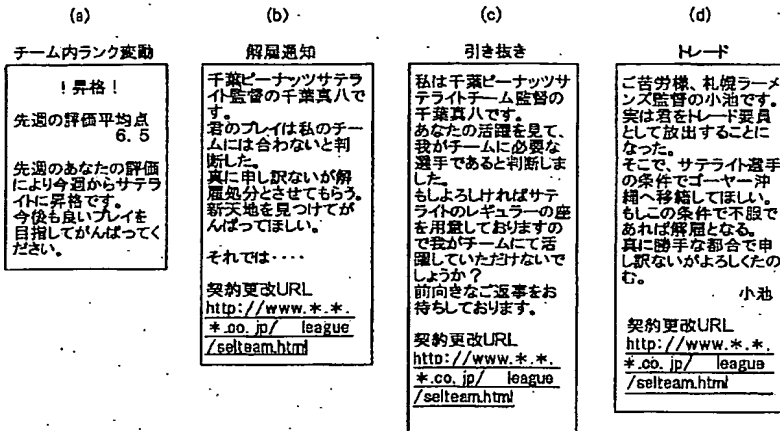 (a)
チーム内ランク変動
！昇格！
先週の評価平均点
6.5
先週のあなたの評価
により今週からサテラ
イトに昇格です。
今後も良いプレイを
目指してがんばってく
ださい。
(b)
解雇通知
千葉ピーナッツサテラ
イト監督の千葉真八で
す。
君のプレイは私のチー
ムには合わないと判
断した。
真に申し訳ないが解
雇処分とさせてもらう。
新天地を見つけてが
んばってほしい。
それでは・・・・
契約更改URL
http://www.*.*.
*.co.jp/ league
/selteam.html
(c)
引き抜き
私は千葉ピーナッツサ
テライトチーム監督の
千葉真八です。
あなたの活躍を見て、
我がチームに必要な
選手であると判断しま
した。
もしよろしければサテ
ライトのレギュラーの座
を用意しておりますの
で我がチームにて活
躍していただけないで
しょうか？
前向きなご返事をお
待ちしております。
契約更改URL
http://www.*.*.
*.co.jp/ league
/selteam.html
(d)
トレード
ご苦労様、札幌ラーメ
ンズ監督の小池です。
実は君をトレード要員
として放出することに
なった。
そこで、サテライト選手
の条件でゴーヤー沖
縄へ移籍してほしい。
もしこの条件で不服で
あれば解雇となる。
真に勝手な都合で申
し訳ないがよろしくたの
む。
小池
契約更改URL
http://www.*.*.
*.co.jp/ league
/selteam.html